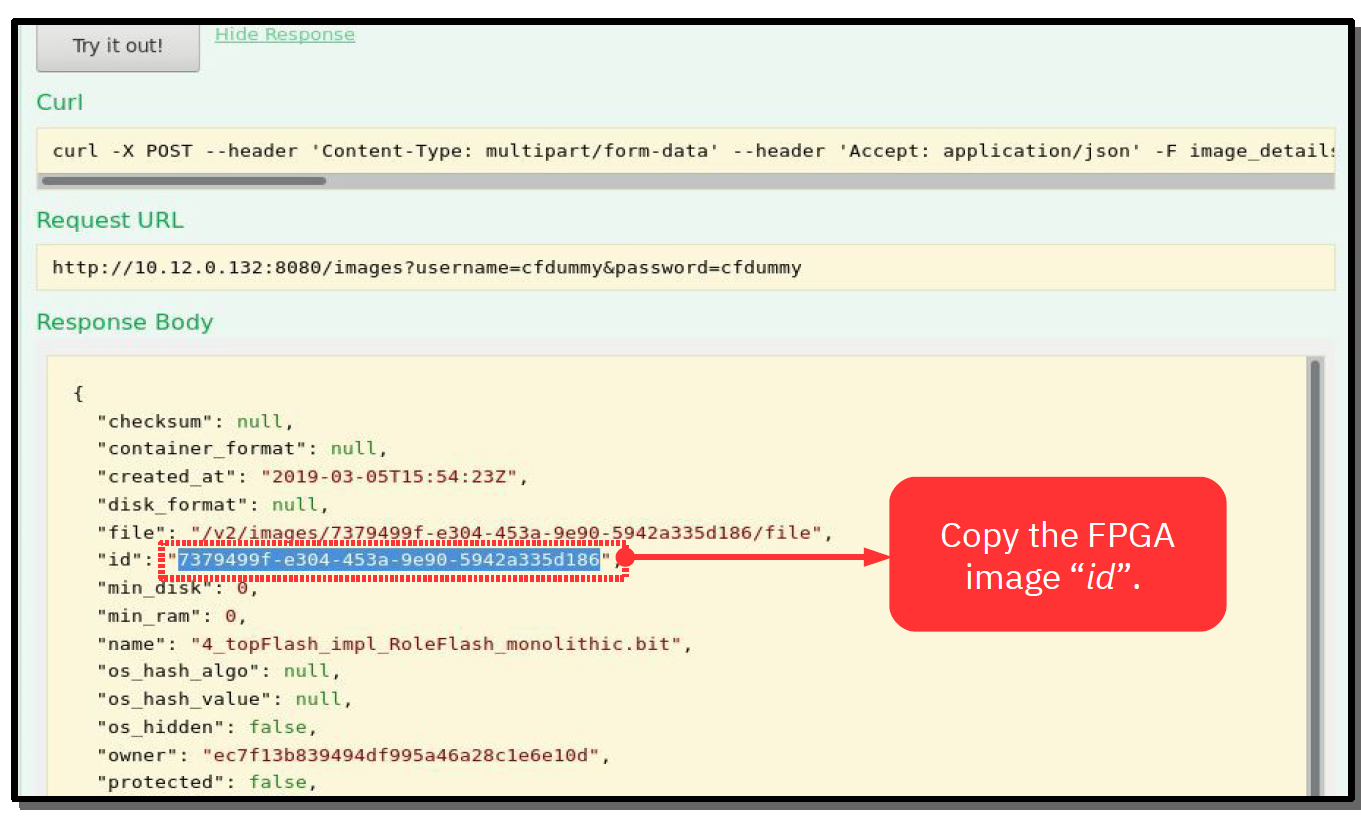 Try it out!
Hide Response
Curl
curl -X POST --header 'Content-Type: multipart/form-data' --header 'Accept: application/json' -F image_details
Request URL
http://10.12.0.132:8080/images?username=cfdummy&password=cfdummy
Response Body
{
"checksum": null,
"container_format": null,
"created_at": "2019-03-05T15:54:23Z",
"disk_format": null,
"file": "/v2/images/7379499f-e304-453a-9e90-5942a335d186/file",
"id": "7379499f-e304-453a-9e90-5942a335d186",
"min_disk": 0,
"min_ram": 0,
"name": "4_topFlash_impl_RoleFlash_monolithic.bit",
"os_hash_algo": null,
"os_hash_value": null,
"os_hidden": false,
"owner": "ec7f13b839494df995a46a28c1e6e10d",
"protected": false,
Copy the FPGA
image “id”.